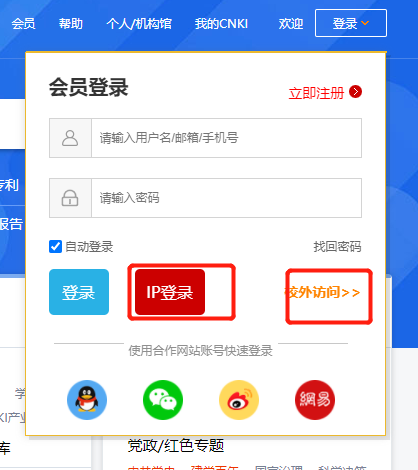 会员 帮助 个人/机构馆 我的CNKI 欢迎 登录
会员登录
立即注册
请输入用户名/邮箱/手机号
专利
请输入密码
报告
自动登录 找回密码
登录 IP登录 校外访问>>
使用合作网站账号快速登录
学
KI产业
網易
库
党政/红色专题